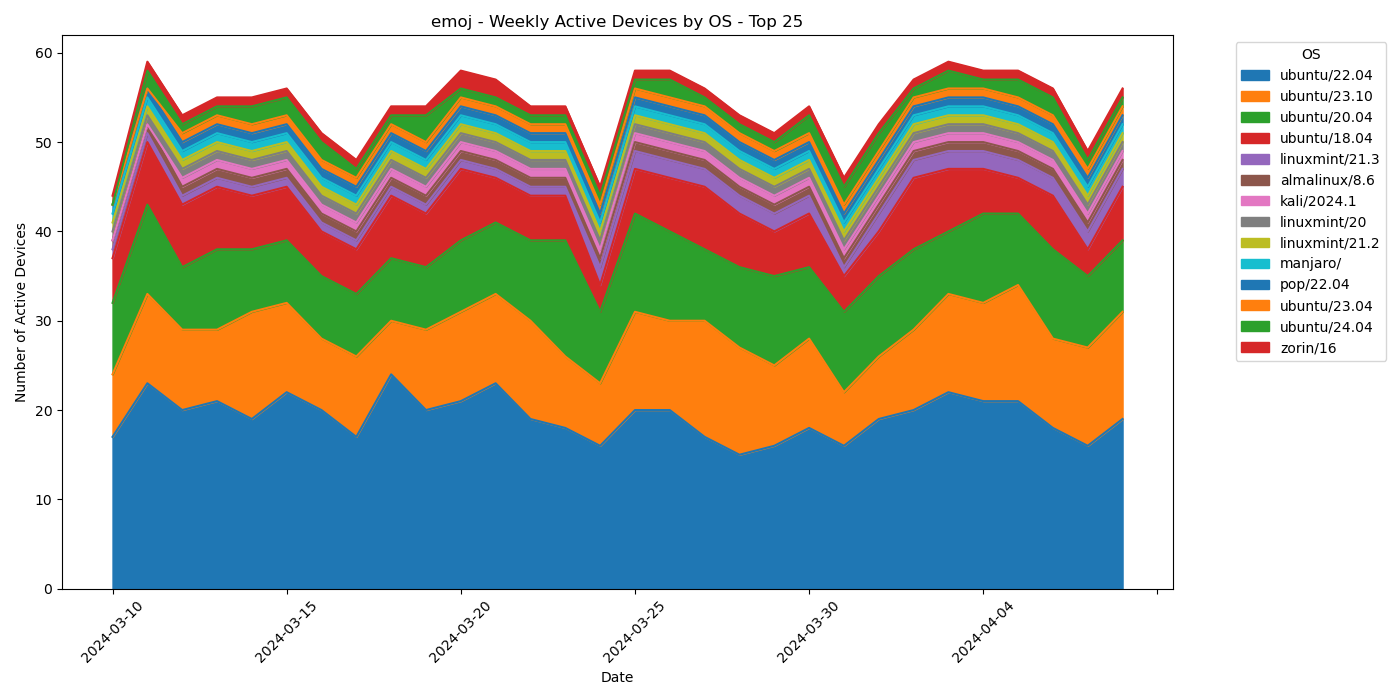 emoj - Weekly Active Devices by OS - Top 25
60
50
40
30
20
10
0
Number of Active Devices
2024-03-10
2024-03-15
2024-03-20
2024-03-25
2024-03-30
2024-04-04
Date
OS
ubuntu/22.04
ubuntu/23.10
ubuntu/20.04
ubuntu/18.04
linuxmint/21.3
almalinux/8.6
kali/2024.1
linuxmint/20
linuxmint/21.2
manjaro/
pop/22.04
ubuntu/23.04
ubuntu/24.04
zorin/16